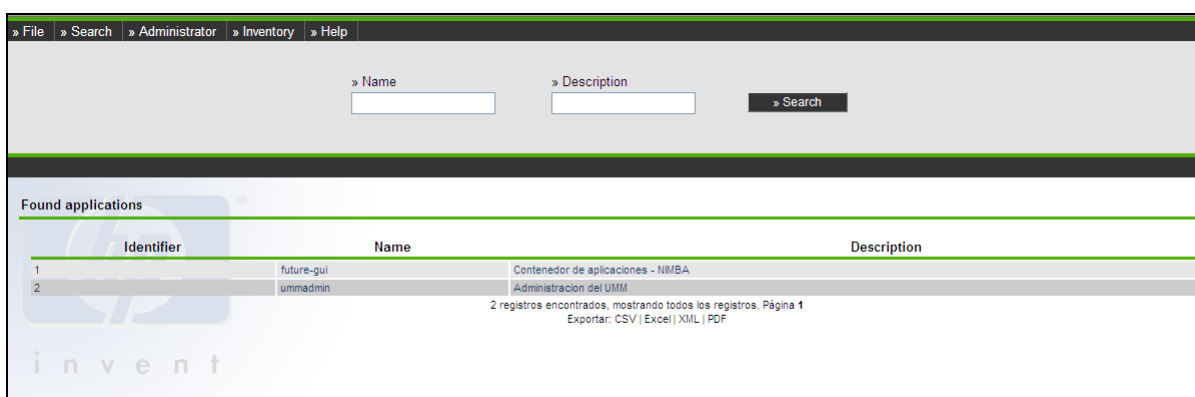 » File » Search » Administrator » Inventory » Help
» Name » Description
» Search
Found applications
®
hp
Identifier Name Description
1 future-gui Contenedor de aplicaciones - NIMBA
2 ummadmin Administracion del UMM
2 registros encontrados, mostrando todos los registros. Página 1
Exportar: CSV | Excel | XML | PDF
invent